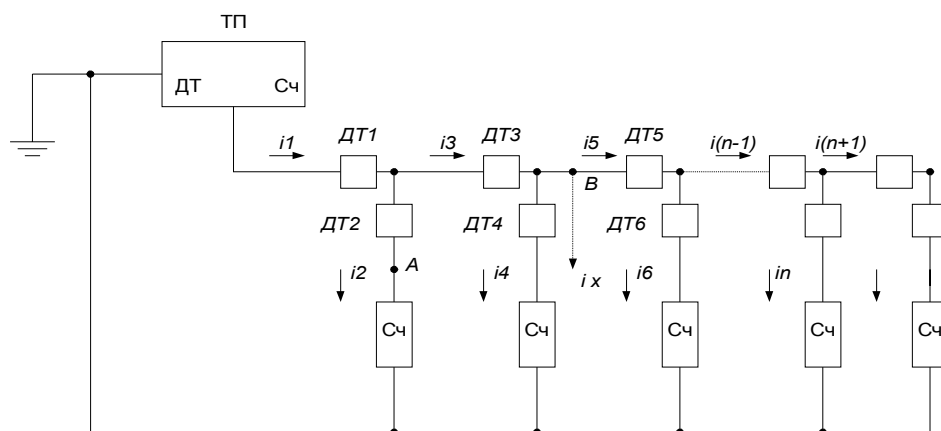 ТП
ДТ Сч
i1 ДТ1 i3 ДТ3 i5 ДТ5 i(n-1) i(n+1)
B
ДТ2 ДТ4 ДТ6
i2 A i4 i x i6 in
Сч Сч Сч Сч Сч